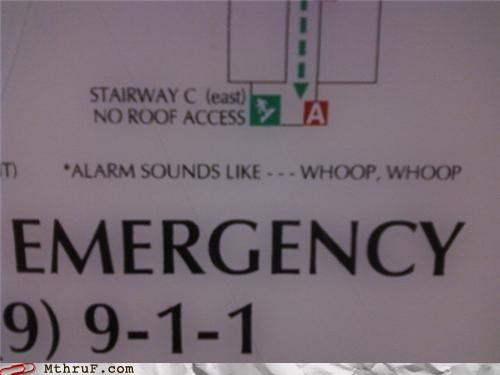 STAIRWAY C (east)
NO ROOF ACCESS
A
T) *ALARM SOUNDS LIKE - - - WHOOP, WHOOP
EMERGENCY
9) 9-1-1
MThruF.com